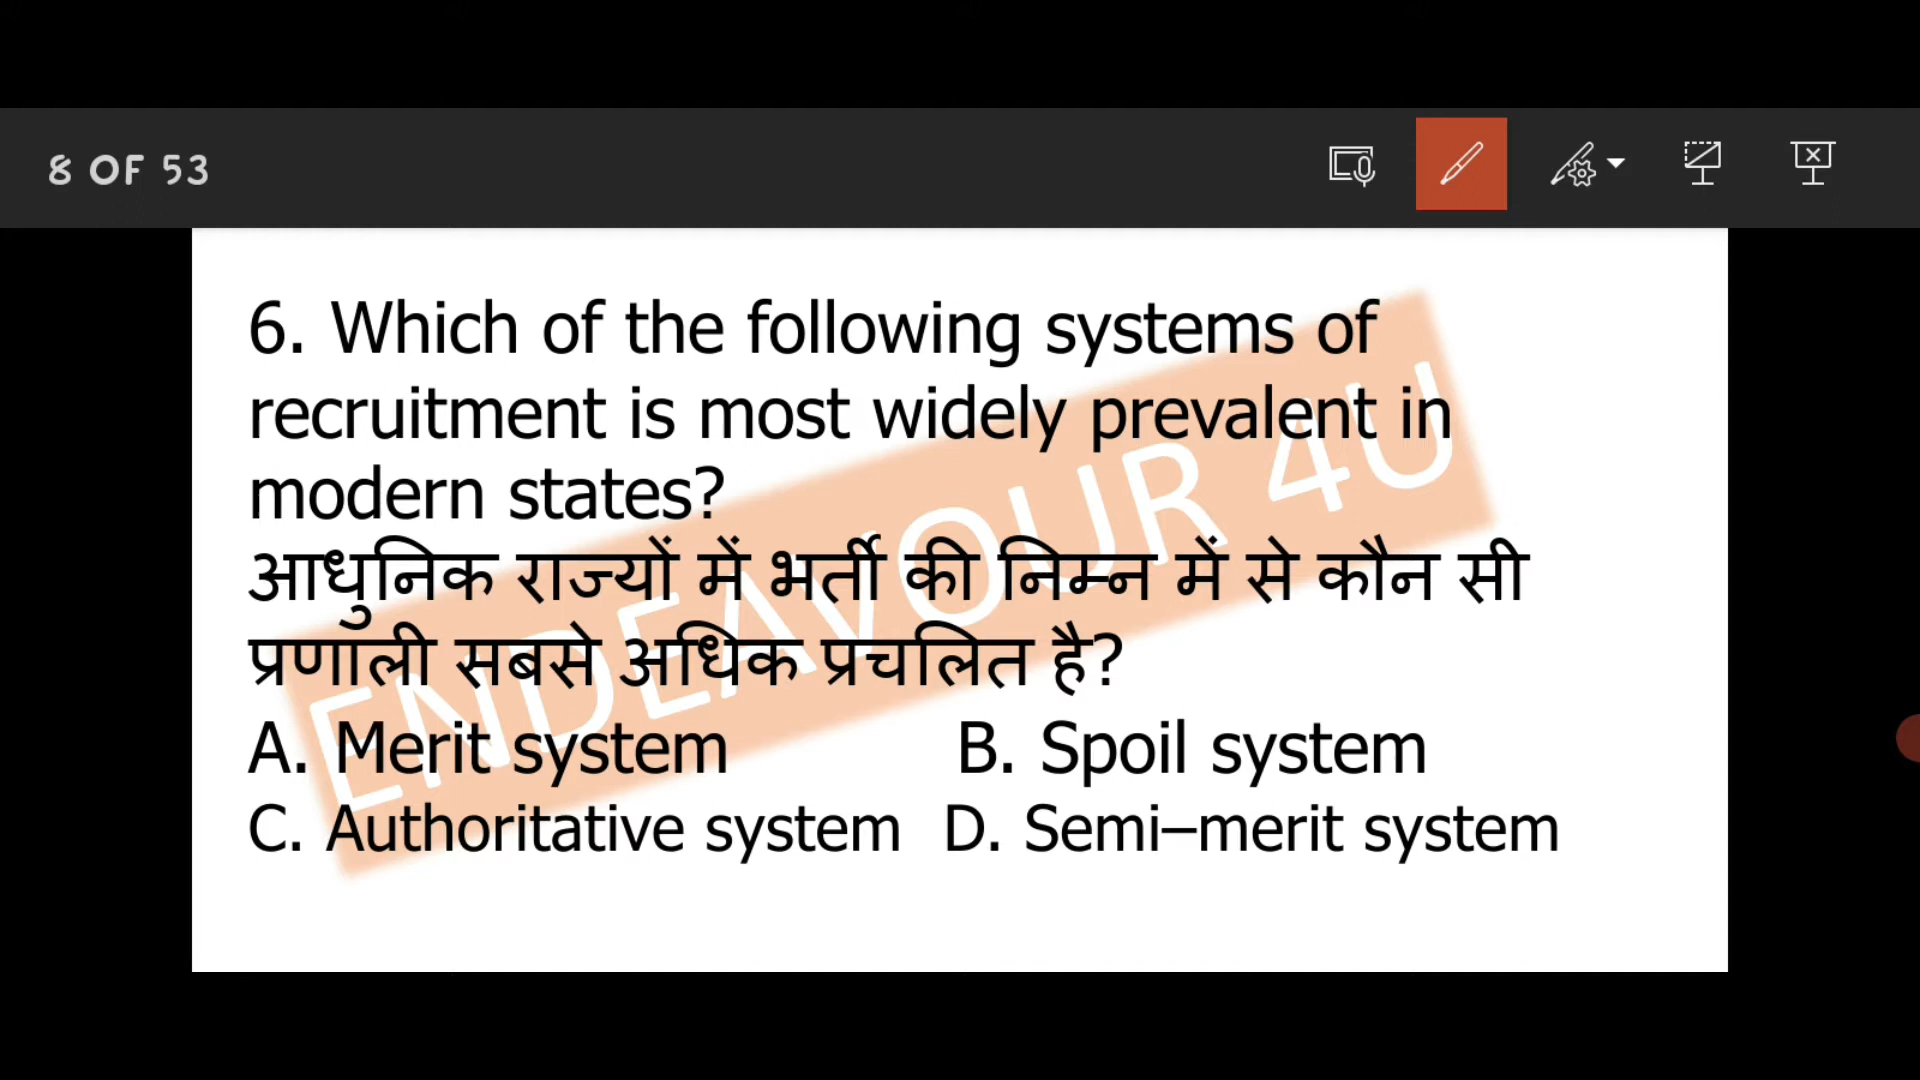 8 OF 53
6. Which of the following systems of
recruitment is most widely prevalent in
modern states?
आधुनिक राज्यों में भर्ती की निम्न में से कौन सी
प्रणाली सबसे अधिक प्रचलित है?
A. Merit system B. Spoil system
C. Authoritative system D. Semi–merit system
ENDEAVOUR 4U